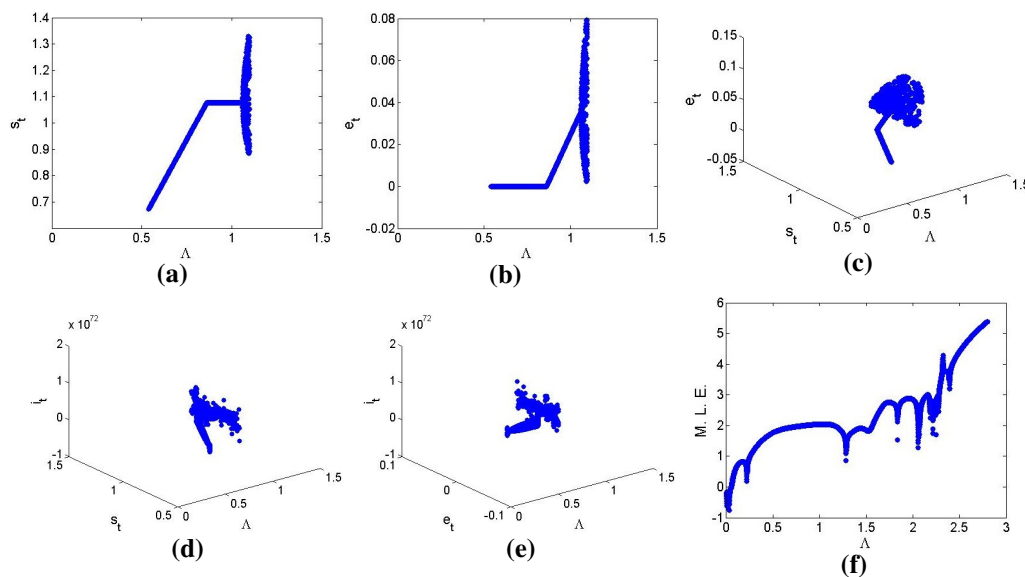 1.4
1.3
1.2
1.1
1
0.9
0.8
0.7
s_t
0 0.5 1 1.5
Λ
(a)
0.08
0.06
0.04
0.02
0
-0.02
e_t
0 0.5 1 1.5
Λ
(b)
0.15
0.1
0.05
0
-0.05
e_t
1.5 1 0.5
s_t
0 0.5 1 1.5
Λ
(c)
x 10^72
2
1
0
-1
i_t
1.5 1 0.5
s_t
0 0.5 1 1.5
Λ
(d)
x 10^72
2
1
0
-1
i_t
0.1 0 -0.1
e_t
0 0.5 1 1.5
Λ
(e)
6
5
4
3
2
1
0
-1
M. L. E.
0 0.5 1 1.5 2 2.5 3
Λ
(f)